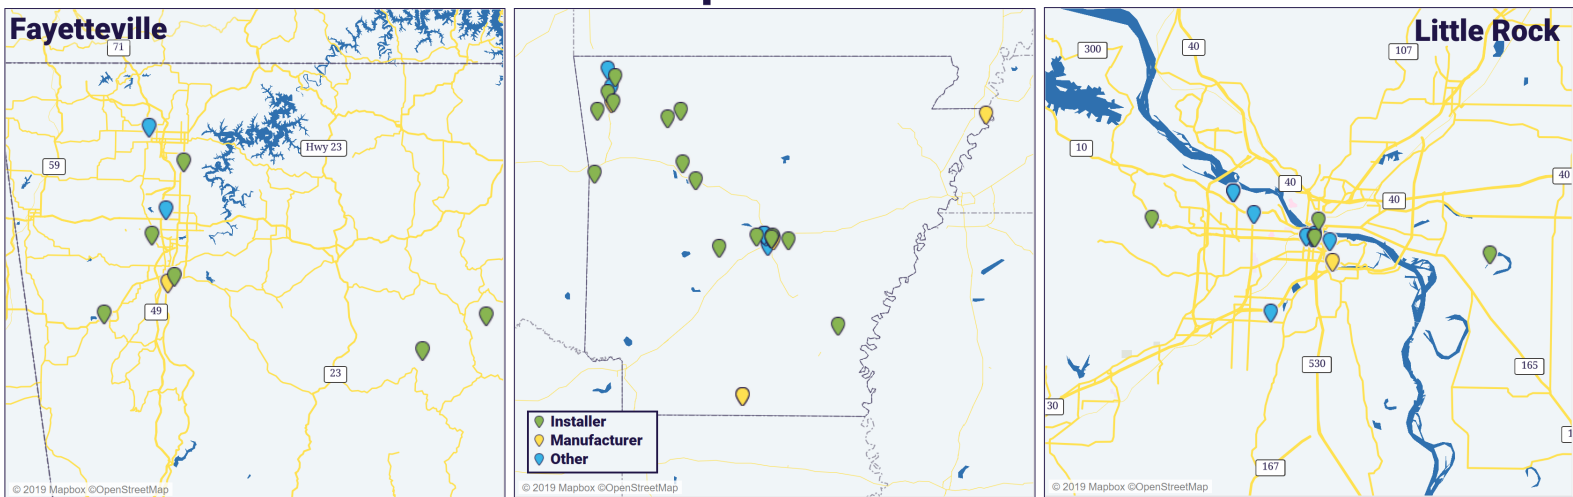 Fayetteville
71
Hwy 23
59
49
23
© 2019 Mapbox ©OpenStreetMap
Installer
Manufacturer
Other
© 2019 Mapbox ©OpenStreetMap
Little Rock
300
40
107
10
40
40
40
530
165
30
167
© 2019 Mapbox ©OpenStreetMap